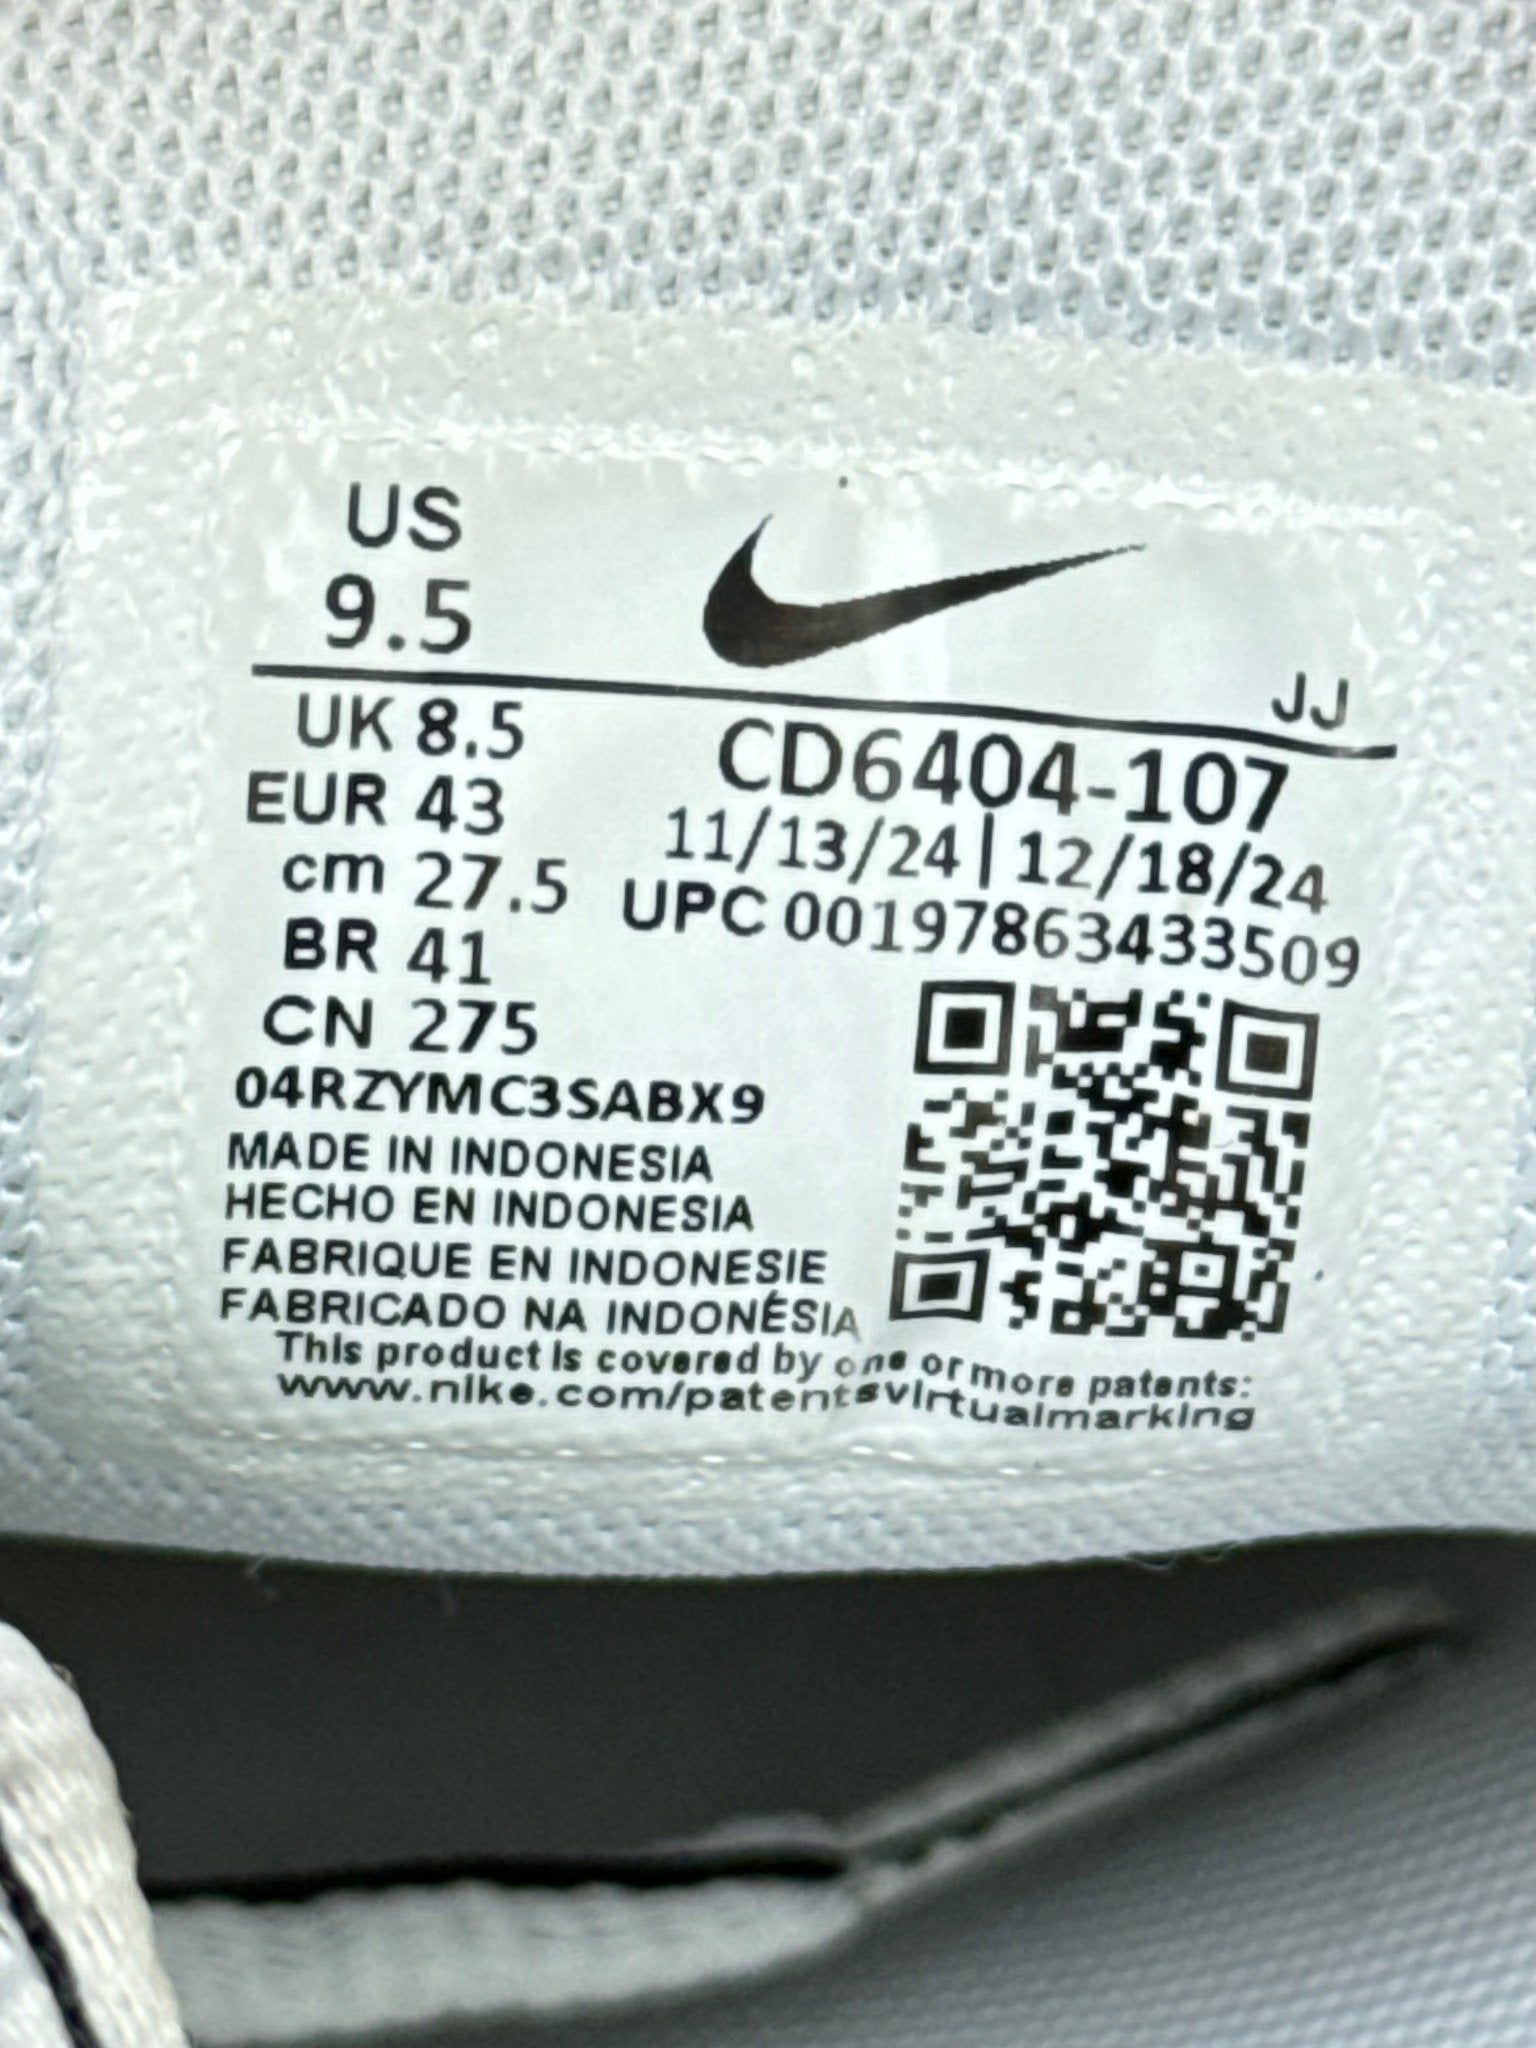 US
9.5
JJ
UK 8.5
EUR 43
cm 27.5
BR 41
CN 275
CD6404-107
11/13/24 | 12/18/24
UPC 00197863433509
04RZYMC3SABX9
MADE IN INDONESIA
HECHO EN INDONESIA
FABRIQUE EN INDONESIE
FABRICADO NA INDONÉSIA
This product is covered by one or more patents:
www.nike.com/patentsvirtualmarking